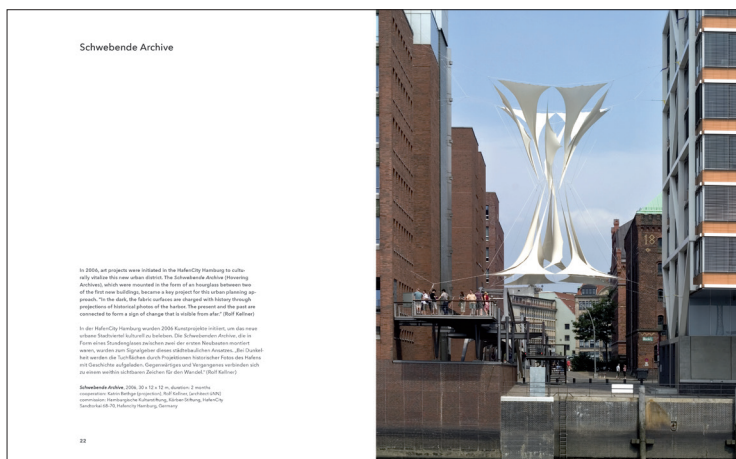 Schwebende Archive
In 2006, art projects were initiated in the HafenCity Hamburg to cultu-
rally vitalize this new urban district. The Schwebende Archive (Hovering
Archives), which were mounted in the form of an hourglass between two
of the first new buildings, became a key project for this urban planning ap-
proach. "In the dark, the fabric surfaces are charged with history through
projections of historical photos of the harbor. The present and the past are
connected to form a sign of change that is visible from afar." (Rolf Kellner)
In der HafenCity Hamburg wurden 2006 Kunstprojekte initiiert, um das neue
urbane Stadtviertel kulturell zu beleben. Die Schwebenden Archive, die in
Form eines Stundenglases zwischen zwei der ersten Neubauten montiert
waren, wurden zum Signalgeber dieses städtebaulichen Ansatzes. „Bei Dunkel-
heit werden die Tuchflächen durch Projektionen historischer Fotos des Hafens
mit Geschichte aufgeladen. Gegenwärtiges und Vergangenes verbinden sich
zu einem weithin sichtbaren Zeichen für den Wandel." (Rolf Kellner)
Schwebende Archive, 2006. 30 x 12 x 12 m, duration: 2 months
cooperation: Katrin Bethge (projection), Rolf Kellner, (architect üNN)
commission: Hamburgische Kulturstiftung, Körber-Stiftung, HafenCity
Sandtorkai 68–70, Hafencity Hamburg, Germany
22
18